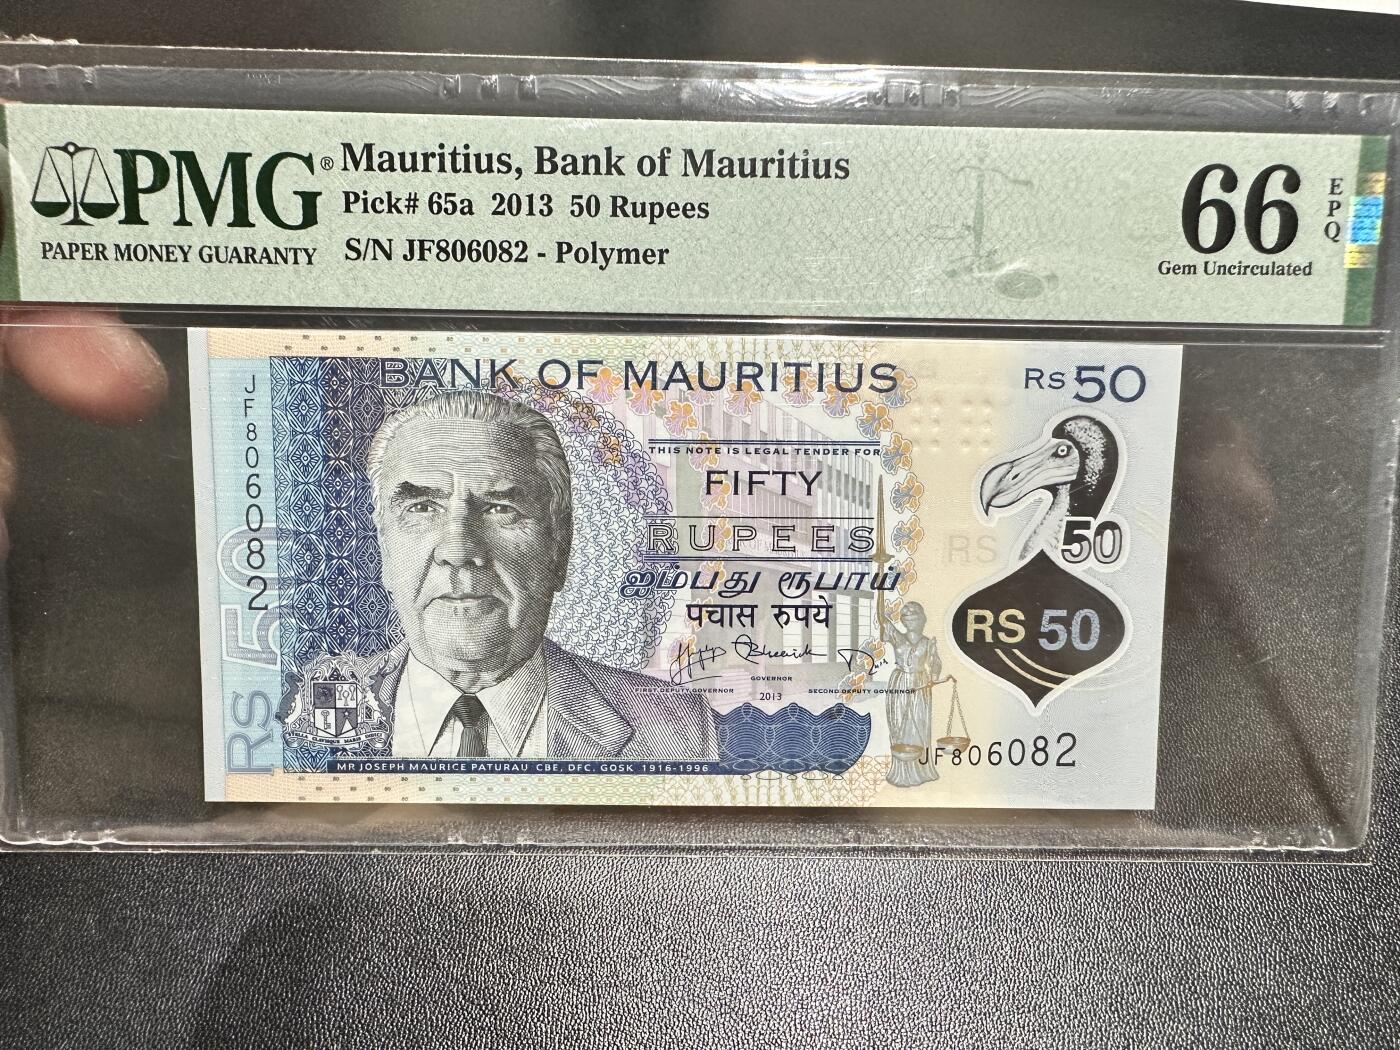 PMG®
PAPER MONEY GUARANTY
Mauritius, Bank of Mauritius
Pick# 65a 2013 50 Rupees
S/N JF806082 - Polymer
66
EPQ
Gem Uncirculated
BANK OF MAURITIUS
RS 50
JF806082
THIS NOTE IS LEGAL TENDER FOR
FIFTY
RUPEES
ஐம்பது ரூபாய்
पचास रुपये
RS
50
RS 50
RS 50
GOVERNOR
FIRST DEPUTY GOVERNOR
2013
SECOND DEPUTY GOVERNOR
JF806082
MR JOSEPH MAURICE PATURAU CBE, DFC, GOSK 1916-1996